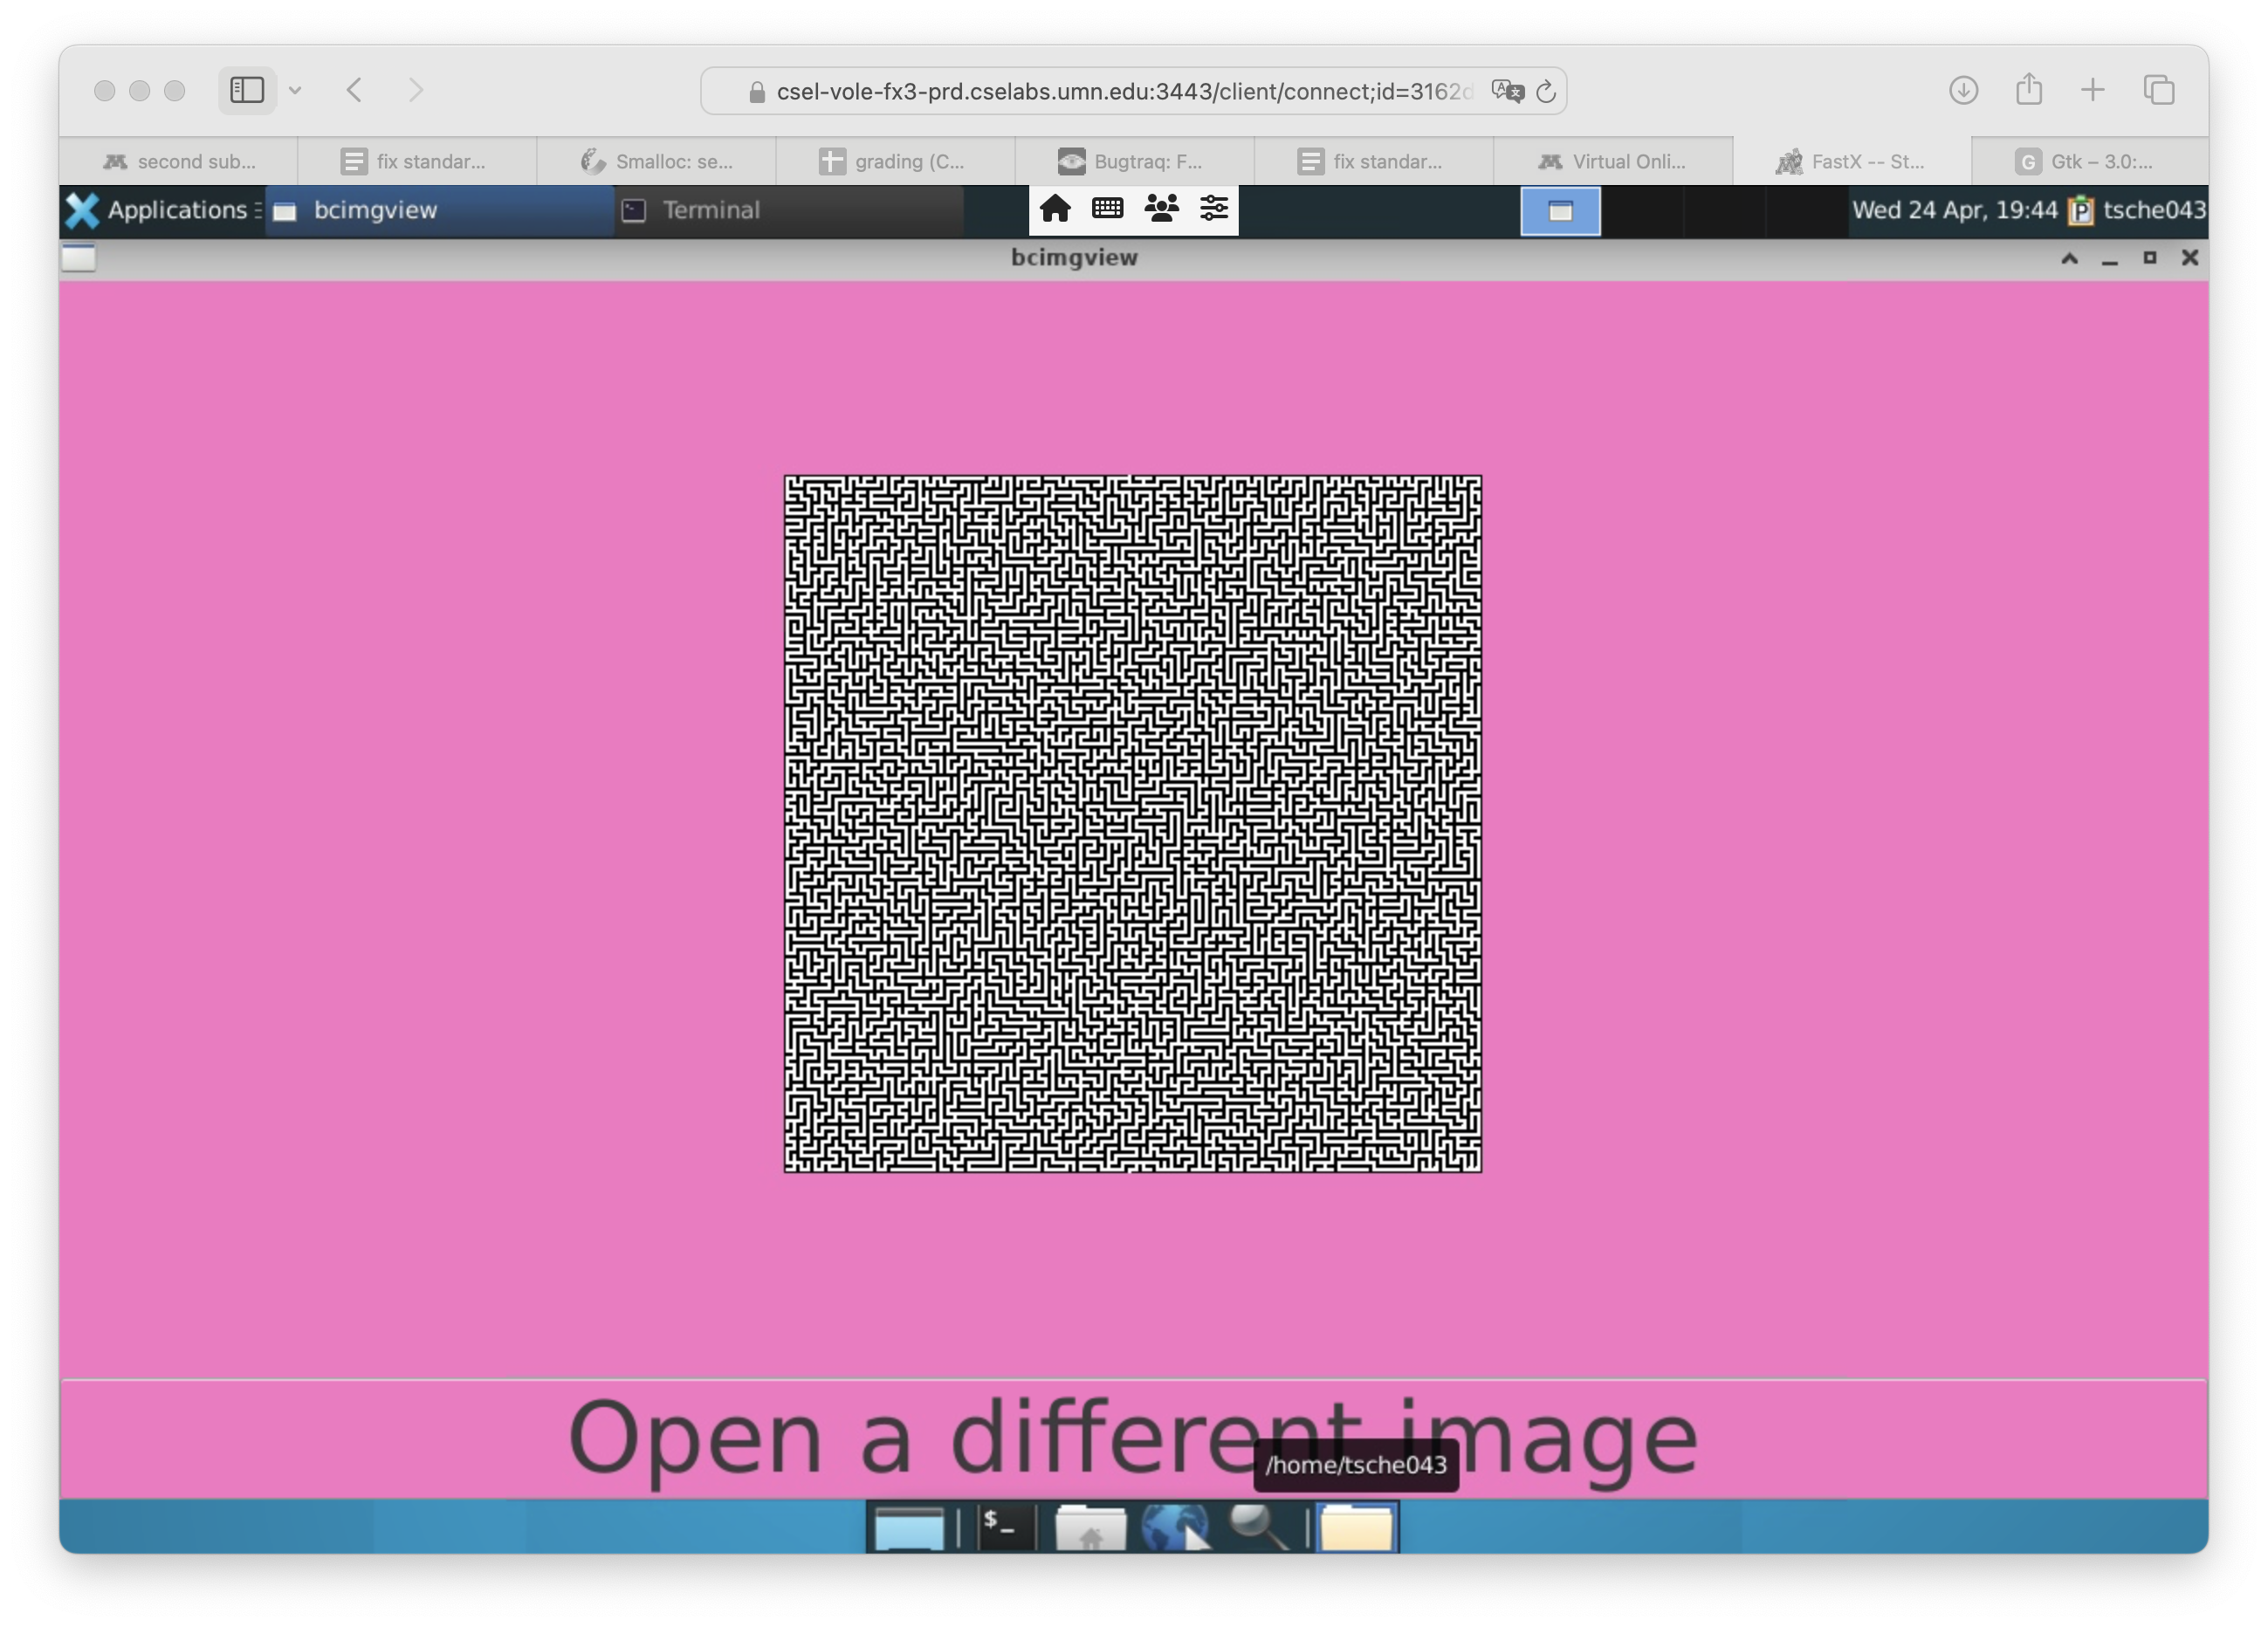 csel-vole-fx3-prd.cselabs.umn.edu:3443/client/connect;id=3162d
second sub...
fix standar...
Smalloc: se...
grading (C...
Bugtraq: F...
fix standar...
Virtual Onli...
FastX -- St...
G
Gtk – 3.0:...
Applications
bcimgview
Terminal
Wed 24 Apr, 19:44
P
tsche043
bcimgview
Open a different image
/home/tsche043
$_